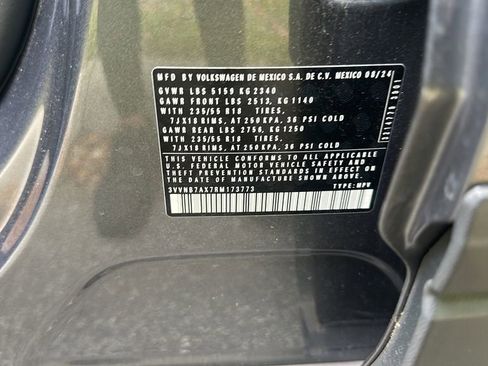 MFD BY VOLKSWAGEN DE MEXICO S.A. DE C.V. MEXICO 08/24
GVWR LBS 5159 KG 2340
GAWR FRONT LBS 2513, KG 1140
WITH 235/55 R18 TIRES,
7JX18 RIMS, AT 250 KPA, 36 PSI COLD
GAWR REAR LBS 2756, KG 1250
WITH 235/55 R18 TIRES,
7JX18 RIMS, AT 250 KPA, 36 PSI COLD
THIS VEHICLE CONFORMS TO ALL APPLICABLE
FEDERAL MOTOR VEHICLE SAFETY
AND THEFT PREVENTION STANDARDS IN EFFECT ON
THE DATE OF MANUFACTURE SHOWN ABOVE.
3VVNB7AX7RM173773 TYPE: MPV